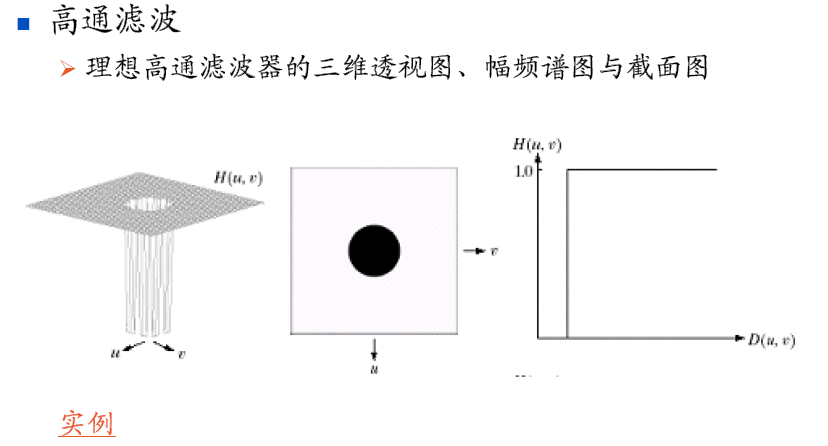 高通滤波
理想高通滤波器的三维透视图、幅频谱图与截面图
H(u, v)
u
v
v
u
H(u, v)
1.0
D(u, v)
实例